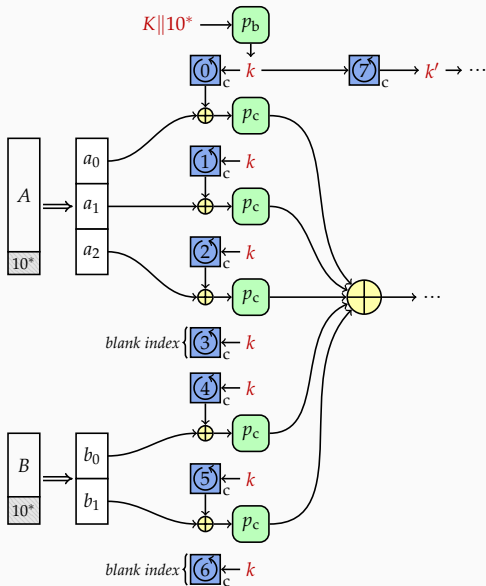 K‖10* p_b
0 c k 7 c k′ ⋯
a_0 p_c
1 c k
A a_1 p_c
10* a_2 2 c k
p_c ⋯
blank index 3 c k
4 c k
B b_0 p_c
10* b_1 5 c k
p_c
blank index 6 c k